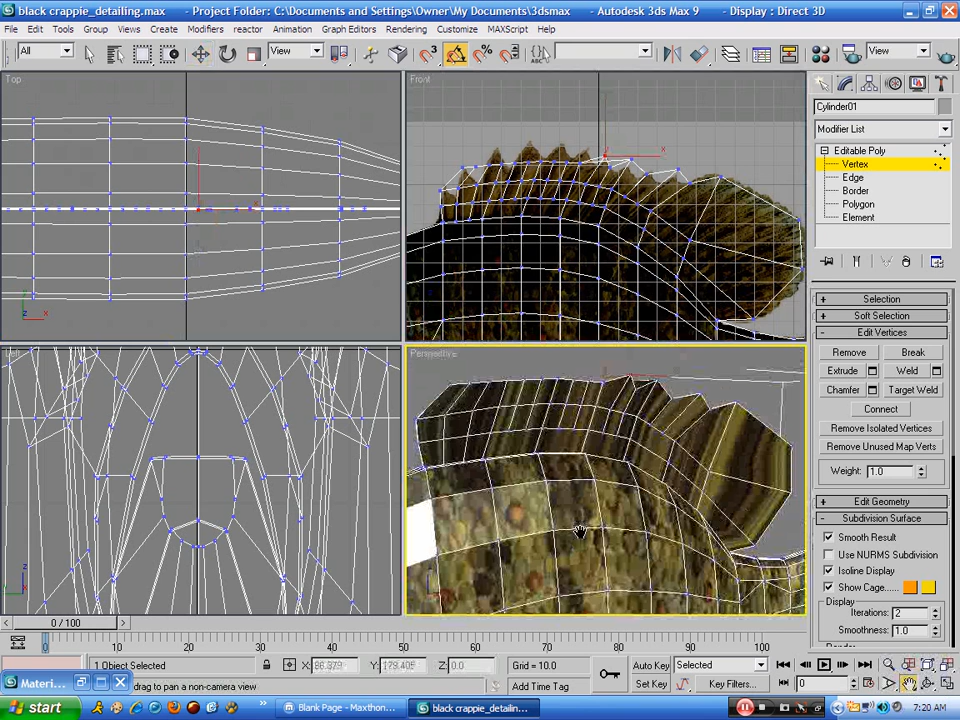 black crappie_detailing.max - Project Folder: C:\Documents and Settings\Owner\My Documents\3dsmax - Autodesk 3ds Max 9 - Display : Direct 3D
File Edit Tools Group Views Create Modifiers reactor Animation Graph Editors Rendering Customize MAXScript Help
All View View
Top
Front
Left
Perspective
Cylinder01
Modifier List
Editable Poly
Vertex
Edge
Border
Polygon
Element
Selection
Soft Selection
Edit Vertices
Remove Break
Extrude Weld
Chamfer Target Weld
Connect
Remove Isolated Vertices
Remove Unused Map Verts
Weight: 1.0
Edit Geometry
Subdivision Surface
Smooth Result
Use NURMS Subdivision
Isoline Display
Show Cage......
Display
Iterations: 2
Smoothness: 1.0
0 / 100
0 10 20 30 40 50 60 70 80 90 100
1 Object Selected X: Y: Z: 0.0 Grid = 10.0 Auto Key Selected
Materi... drag to pan a non-camera view Add Time Tag Set Key Key Filters... 0
start Blank Page - Maxthon... black crappie_detailin... 7:20 AM